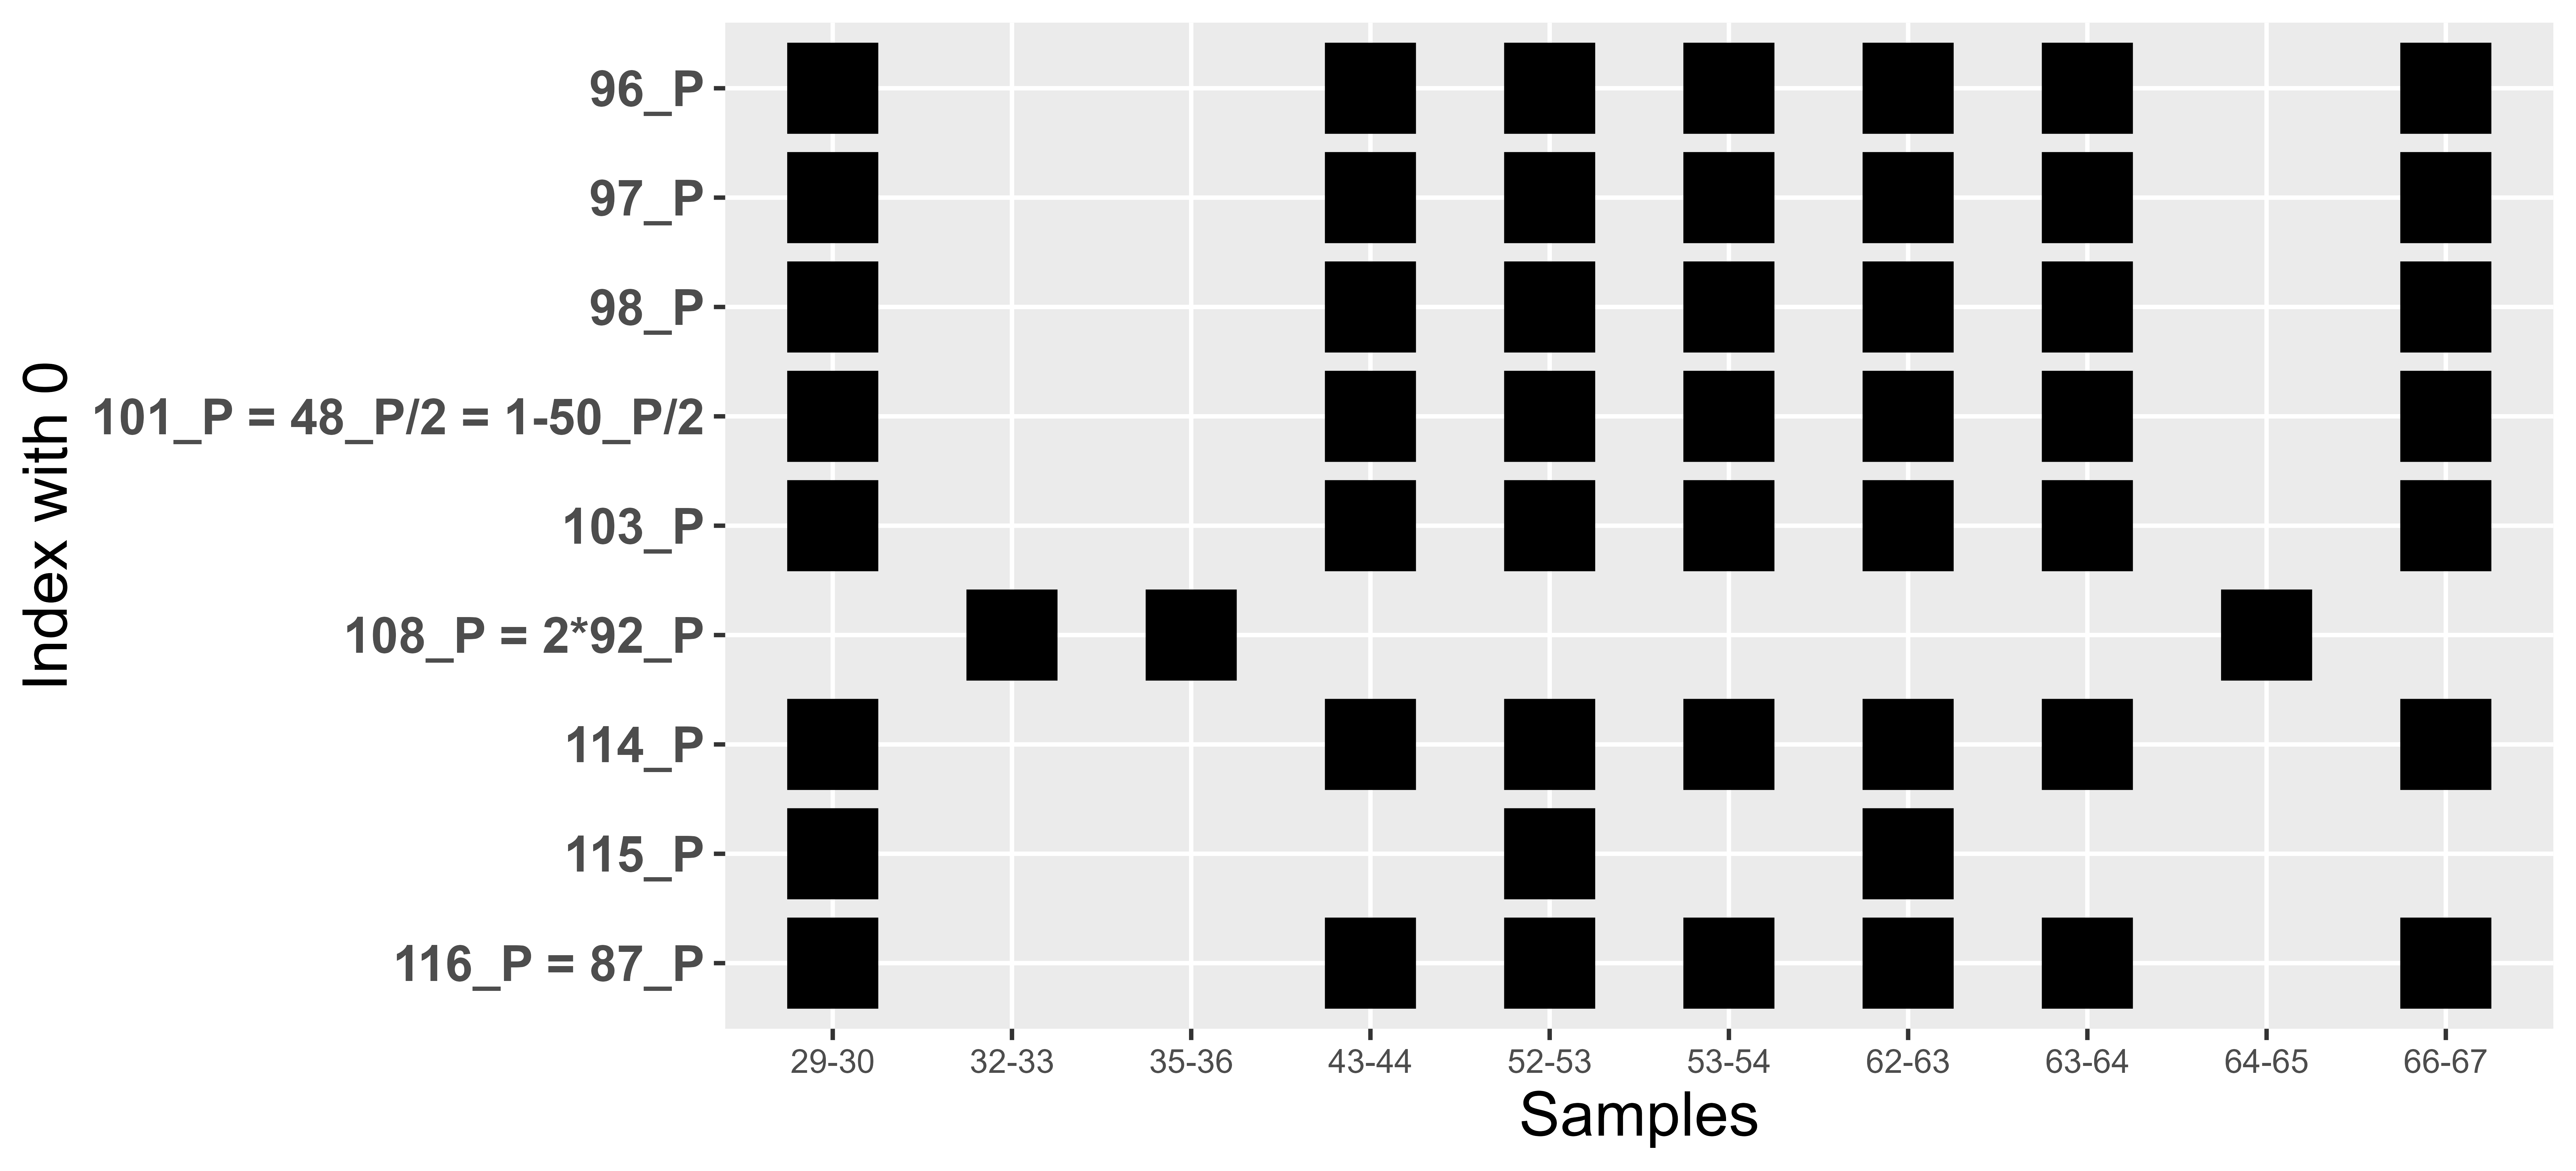 Index with 0
96_P
97_P
98_P
101_P = 48_P/2 = 1-50_P/2
103_P
108_P = 2*92_P
114_P
115_P
116_P = 87_P
29-30 32-33 35-36 43-44 52-53 53-54 62-63 63-64 64-65 66-67
Samples